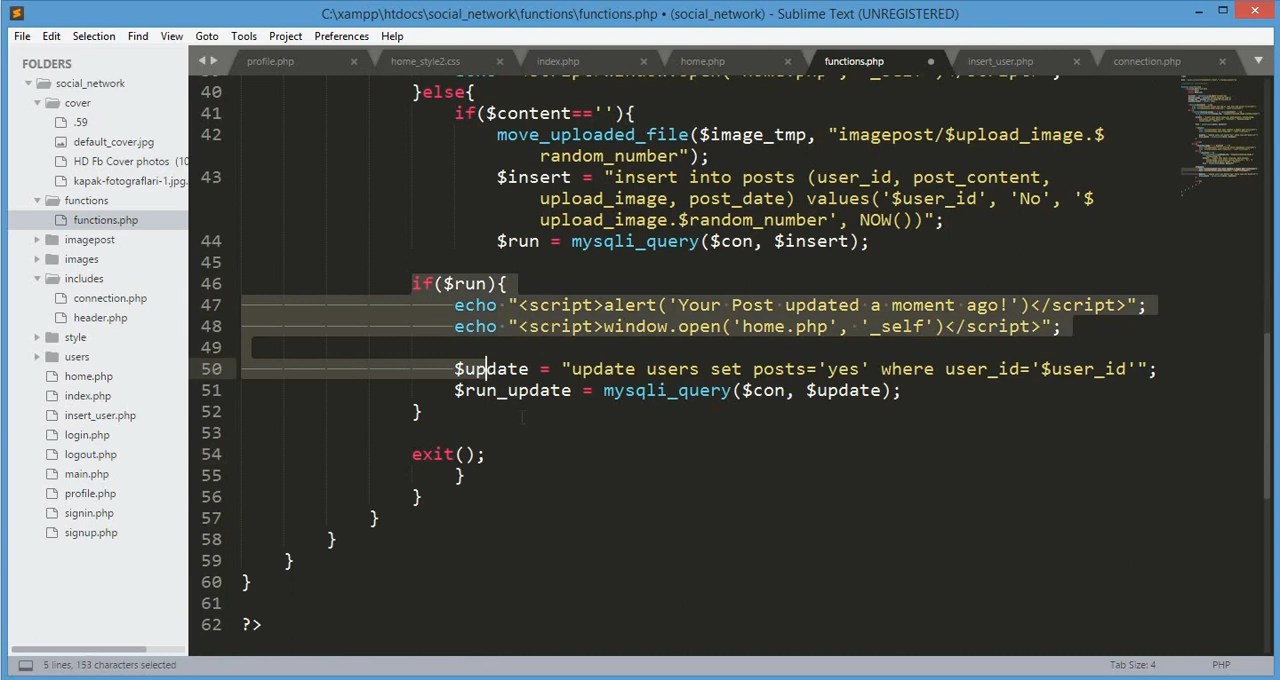 C:\xampp\htdocs\social_network\functions\functions.php • (social_network) - Sublime Text (UNREGISTERED)
File Edit Selection Find View Goto Tools Project Preferences Help
FOLDERS
social_network
cover
.59
default_cover.jpg
HD Fb Cover photos (10
kapak-fotograflari-1.jpg.
functions
functions.php
imagepost
images
includes
connection.php
header.php
style
users
home.php
index.php
insert_user.php
login.php
logout.php
main.php
profile.php
signin.php
signup.php
profile.php home_style2.css index.php home.php functions.php insert_user.php connection.php
40 }else{
41 if($content==''){
42 move_uploaded_file($image_tmp, "imagepost/$upload_image.$
random_number");
43 $insert = "insert into posts (user_id, post_content,
upload_image, post_date) values('$user_id', 'No', '$
upload_image.$random_number', NOW())";
44 $run = mysqli_query($con, $insert);
45
46 if($run){
47 echo "<script>alert('Your Post updated a moment ago!')</script>";
48 echo "<script>window.open('home.php', '_self')</script>";
49
50 $update = "update users set posts='yes' where user_id='$user_id'";
51 $run_update = mysqli_query($con, $update);
52 }
53
54 exit();
55 }
56 }
57 }
58 }
59 }
60 }
61
62 ?>
5 lines, 153 characters selected
Tab Size: 4 PHP